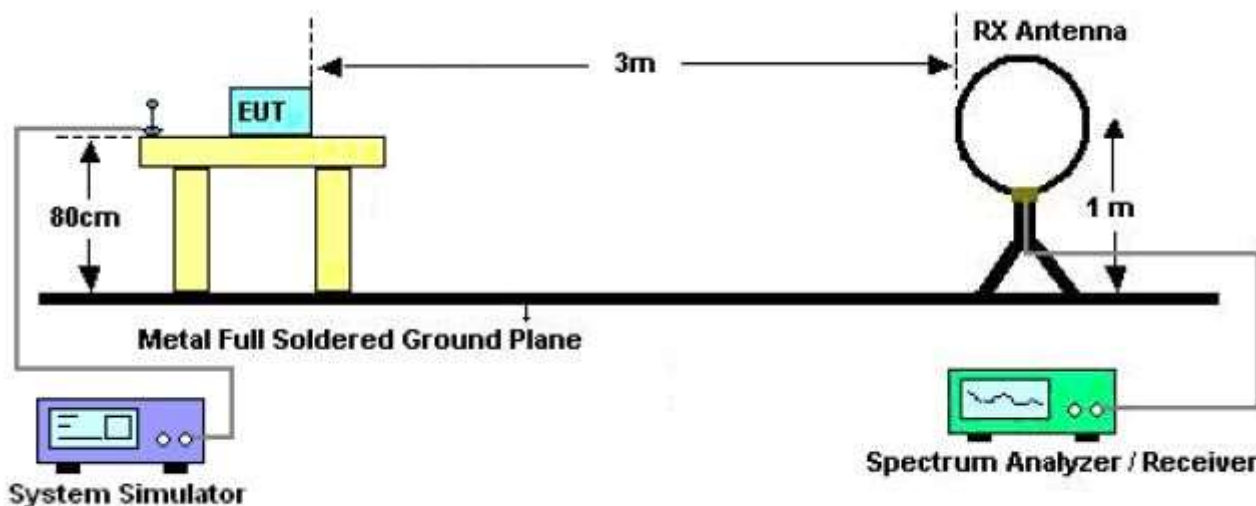 RX Antenna
3m
EUT
80cm
1 m
Metal Full Soldered Ground Plane
System Simulator
Spectrum Analyzer / Receiver